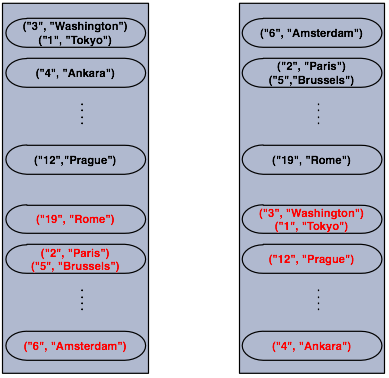 ("3", "Washington")
("1", "Tokyo")
("4", "Ankara")
("12","Prague")
("19", "Rome")
("2", "Paris")
("5", "Brussels")
("6", "Amsterdam")
("6", "Amsterdam")
("2", "Paris")
("5","Brussels")
("19", "Rome")
("3", "Washington")
("1", "Tokyo")
("12", "Prague")
("4", "Ankara")